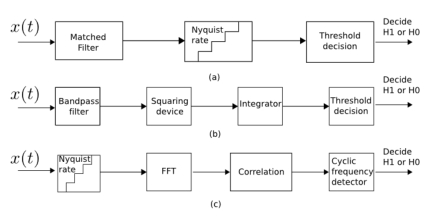 x(t)
Matched
Filter
Nyquist
rate
Threshold
decision
Decide
H1 or H0
(a)
x(t)
Bandpass
filter
Squaring
device
Integrator
Threshold
decision
Decide
H1 or H0
(b)
x(t)
Nyquist
rate
FFT
Correlation
Cyclic
frequency
detector
Decide
H1 or H0
(c)